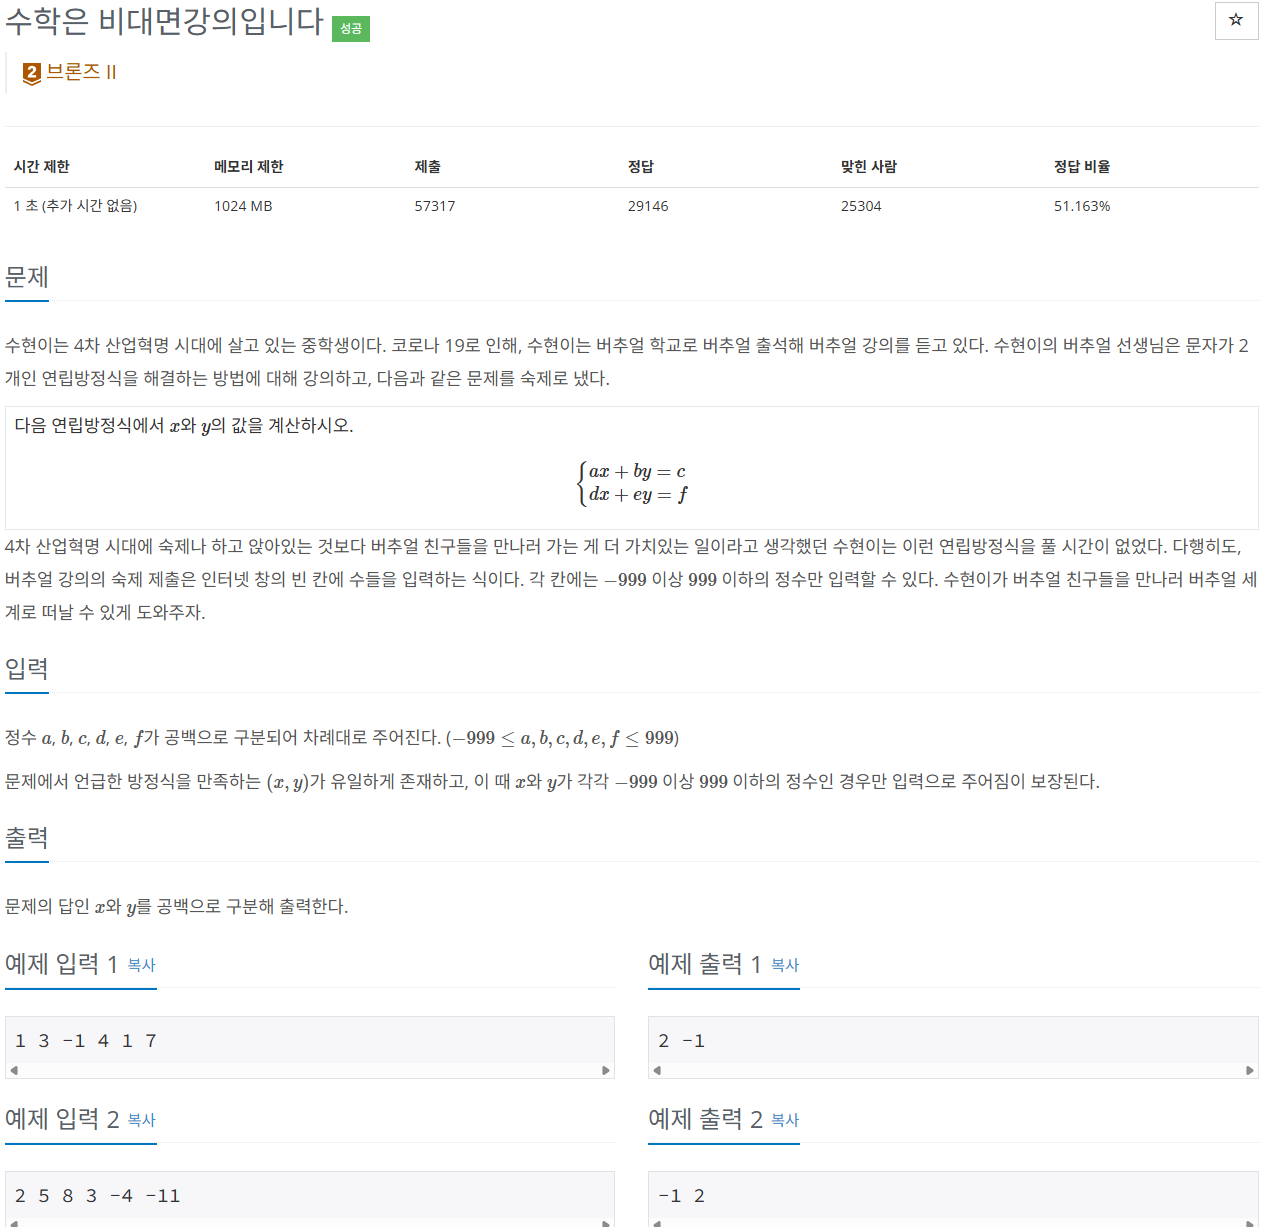 수학은 비대면강의입니다 성공
☆
2 브론즈 II
시간 제한 메모리 제한 제출 정답 맞힌 사람 정답 비율
1 초 (추가 시간 없음) 1024 MB 57317 29146 25304 51.163%
문제
수현이는 4차 산업혁명 시대에 살고 있는 중학생이다. 코로나 19로 인해, 수현이는 버추얼 학교로 버추얼 출석해 버추얼 강의를 듣고 있다. 수현이의 버추얼 선생님은 문자가 2
개인 연립방정식을 해결하는 방법에 대해 강의하고, 다음과 같은 문제를 숙제로 냈다.
다음 연립방정식에서 x와 y의 값을 계산하시오.
{ax + by = c
dx + ey = f
4차 산업혁명 시대에 숙제나 하고 앉아있는 것보다 버추얼 친구들을 만나러 가는 게 더 가치있는 일이라고 생각했던 수현이는 이런 연립방정식을 풀 시간이 없었다. 다행히도,
버추얼 강의의 숙제 제출은 인터넷 창의 빈 칸에 수들을 입력하는 식이다. 각 칸에는 −999 이상 999 이하의 정수만 입력할 수 있다. 수현이가 버추얼 친구들을 만나러 버추얼 세
계로 떠날 수 있게 도와주자.
입력
정수 a, b, c, d, e, f가 공백으로 구분되어 차례대로 주어진다. (−999 ≤ a, b, c, d, e, f ≤ 999)
문제에서 언급한 방정식을 만족하는 (x, y)가 유일하게 존재하고, 이 때 x와 y가 각각 −999 이상 999 이하의 정수인 경우만 입력으로 주어짐이 보장된다.
출력
문제의 답인 x와 y를 공백으로 구분해 출력한다.
예제 입력 1 복사
1 3 -1 4 1 7
예제 출력 1 복사
2 -1
예제 입력 2 복사
2 5 8 3 -4 -11
예제 출력 2 복사
-1 2